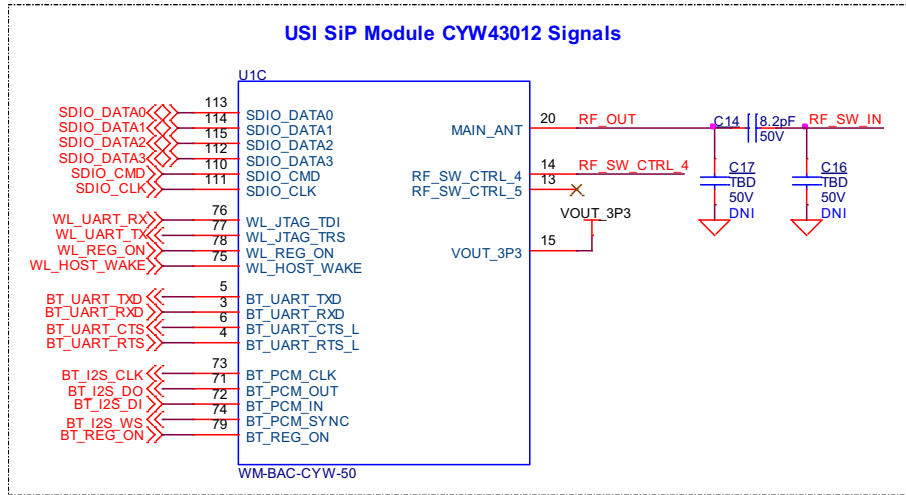 USI SiP Module CYW43012 Signals
U1C
SDIO_DATA0 113 SDIO_DATA0
SDIO_DATA1 114 SDIO_DATA1
SDIO_DATA2 115 SDIO_DATA2
SDIO_DATA3 112 SDIO_DATA3
SDIO_CMD 110 SDIO_CMD
SDIO_CLK 111 SDIO_CLK
WL_UART_RX 76 WL_JTAG_TDI
WL_UART_TX 77 WL_JTAG_TRS
WL_REG_ON 78 WL_REG_ON
WL_HOST_WAKE 75 WL_HOST_WAKE
BT_UART_TXD 5 BT_UART_TXD
BT_UART_RXD 3 BT_UART_RXD
BT_UART_CTS 6 BT_UART_CTS_L
BT_UART_RTS 4 BT_UART_RTS_L
BT_I2S_CLK 73 BT_PCM_CLK
BT_I2S_DO 71 BT_PCM_OUT
BT_I2S_DI 72 BT_PCM_IN
BT_I2S_WS 74 BT_PCM_SYNC
BT_REG_ON 79 BT_REG_ON
MAIN_ANT 20 RF_OUT
RF_SW_CTRL_4 14 RF_SW_CTRL_4
RF_SW_CTRL_5 13
VOUT_3P3
VOUT_3P3 15
C14 8.2pF
50V
RF_SW_IN
C17
TBD
50V
DNI
C16
TBD
50V
DNI
WM-BAC-CYW-50